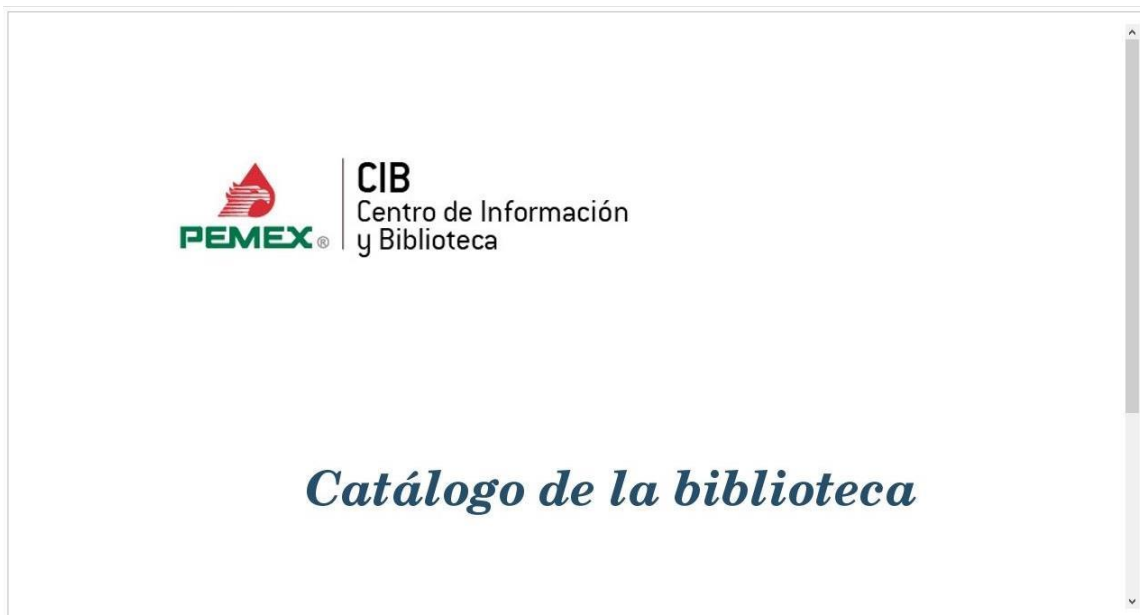 CIB
Centro de Información
PEMEX ® y Biblioteca
Catálogo de la biblioteca